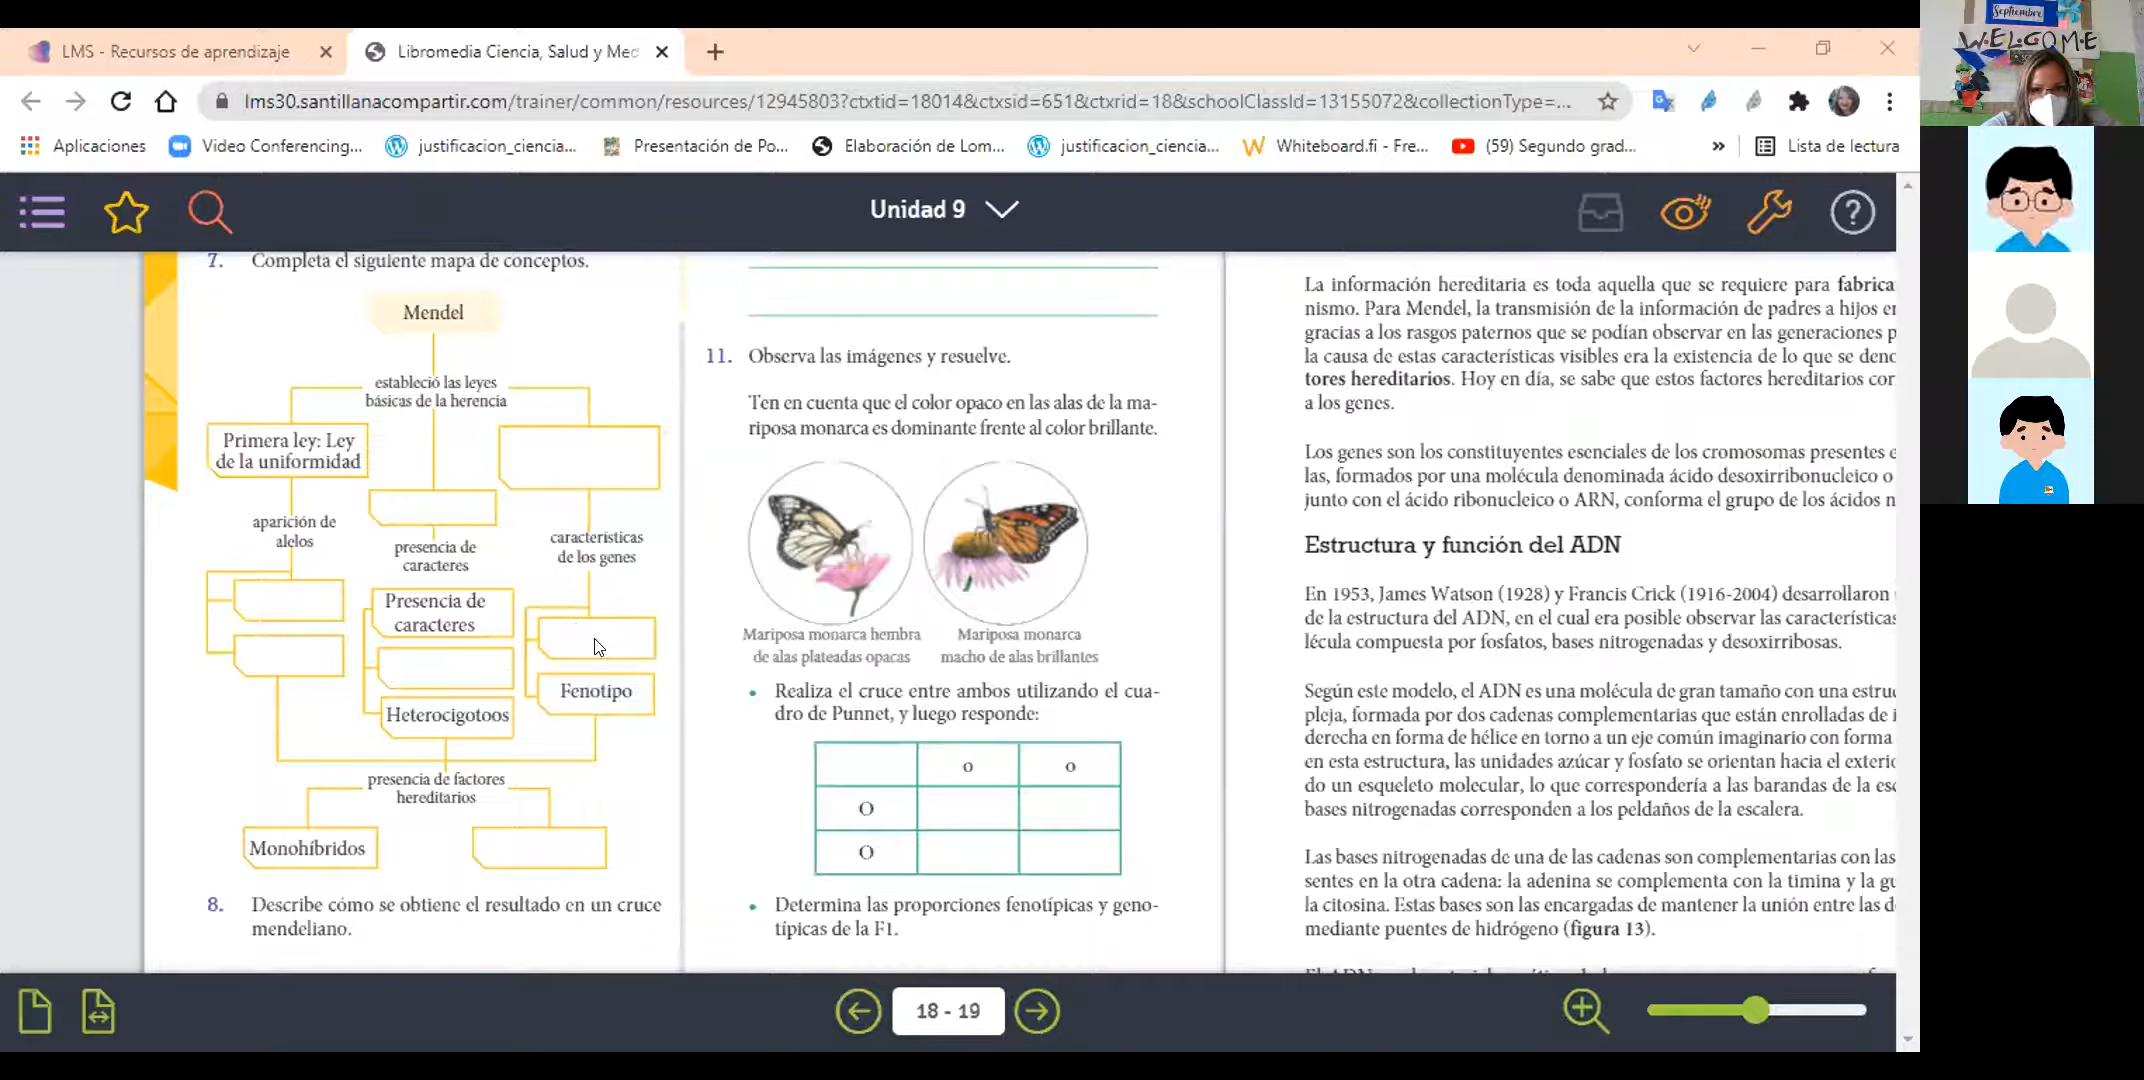 LMS - Recursos de aprendizaje
Libromedia Ciencia, Salud y Med
lms30.santillanacompartir.com/trainer/common/resources/12945803?ctxtid=18014&ctxsid=651&ctxrid=18&schoolClassId=13155072&collectionType=...
Aplicaciones
Video Conferencing...
justificacion_ciencia...
Presentación de Po...
Elaboración de Lom...
justificacion_ciencia...
Whiteboard.fi - Fre...
(59) Segundo grad...
»
Lista de lectura
Septiembre
WELCOME
Unidad 9
7. Completa el siguiente mapa de conceptos.
Mendel
estableció las leyes
básicas de la herencia
Primera ley: Ley
de la uniformidad
aparición de
alelos
presencia de
caracteres
características
de los genes
Presencia de
caracteres
Heterocigotoos
Fenotipo
presencia de factores
hereditarios
Monohíbridos
8. Describe cómo se obtiene el resultado en un cruce
mendeliano.
11. Observa las imágenes y resuelve.
Ten en cuenta que el color opaco en las alas de la ma-
riposa monarca es dominante frente al color brillante.
Mariposa monarca hembra
de alas plateadas opacas
Mariposa monarca
macho de alas brillantes
• Realiza el cruce entre ambos utilizando el cua-
dro de Punnet, y luego responde:
o o
O
O
• Determina las proporciones fenotípicas y geno-
típicas de la F1.
La información hereditaria es toda aquella que se requiere para fabrica
nismo. Para Mendel, la transmisión de la información de padres a hijos er
gracias a los rasgos paternos que se podían observar en las generaciones p
la causa de estas características visibles era la existencia de lo que se deno
tores hereditarios. Hoy en día, se sabe que estos factores hereditarios cor
a los genes.
Los genes son los constituyentes esenciales de los cromosomas presentes e
las, formados por una molécula denominada ácido desoxirribonucleico o
junto con el ácido ribonucleico o ARN, conforma el grupo de los ácidos n
Estructura y función del ADN
En 1953, James Watson (1928) y Francis Crick (1916-2004) desarrollaron
de la estructura del ADN, en el cual era posible observar las características
lécula compuesta por fosfatos, bases nitrogenadas y desoxirribosas.
Según este modelo, el ADN es una molécula de gran tamaño con una estruc
pleja, formada por dos cadenas complementarias que están enrolladas de i
derecha en forma de hélice en torno a un eje común imaginario con forma
en esta estructura, las unidades azúcar y fosfato se orientan hacia el exterio
do un esqueleto molecular, lo que correspondería a las barandas de la esc
bases nitrogenadas corresponden a los peldaños de la escalera.
Las bases nitrogenadas de una de las cadenas son complementarias con las
sentes en la otra cadena: la adenina se complementa con la timina y la gu
la citosina. Estas bases son las encargadas de mantener la unión entre las d
mediante puentes de hidrógeno (figura 13).
18 - 19